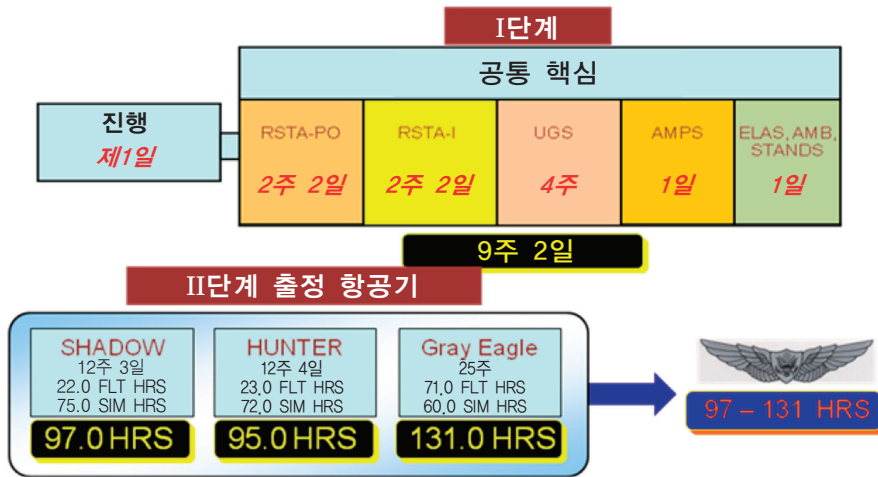 I단계
공통 핵심
진행
제1일
RSTA-PO
2주 2일
RSTA-I
2주 2일
UGS
4주
AMPS
1일
ELAS, AMB,
STANDS
1일
9주 2일
II단계 출정 항공기
SHADOW
12주 3일
22.0 FLT HRS
75.0 SIM HRS
97.0 HRS
HUNTER
12주 4일
23.0 FLT HRS
72.0 SIM HRS
95.0 HRS
Gray Eagle
25주
71.0 FLT HRS
60.0 SIM HRS
131.0 HRS
97 – 131 HRS